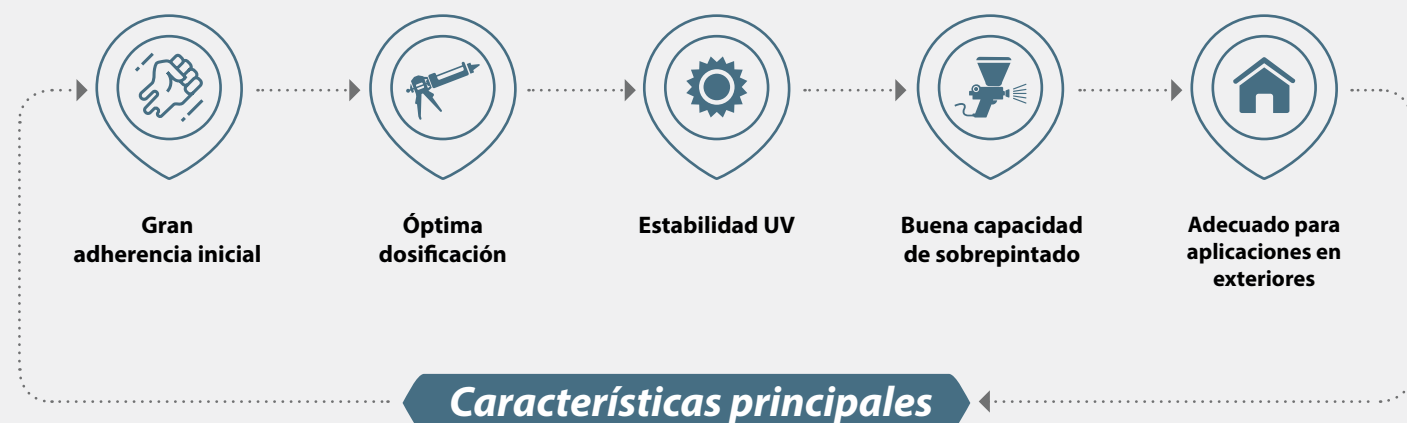 Gran
adherencia inicial
Óptima
dosificación
Estabilidad UV
Buena capacidad
de sobrepintado
Adecuado para
aplicaciones en
exteriores
Características principales